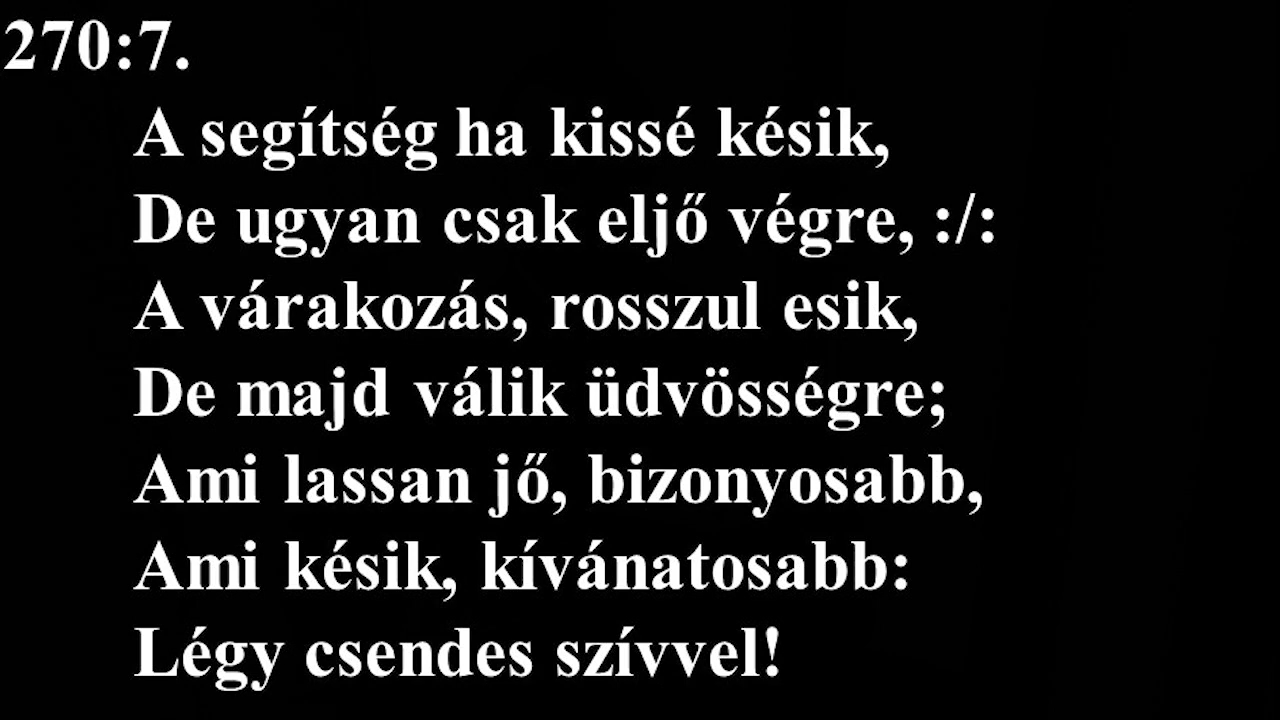 270:7.
A segítség ha kissé késik,
De ugyan csak eljő végre, :/:
A várakozás, rosszul esik,
De majd válik üdvösségre;
Ami lassan jő, bizonyosabb,
Ami késik, kívánatosabb:
Légy csendes szívvel!